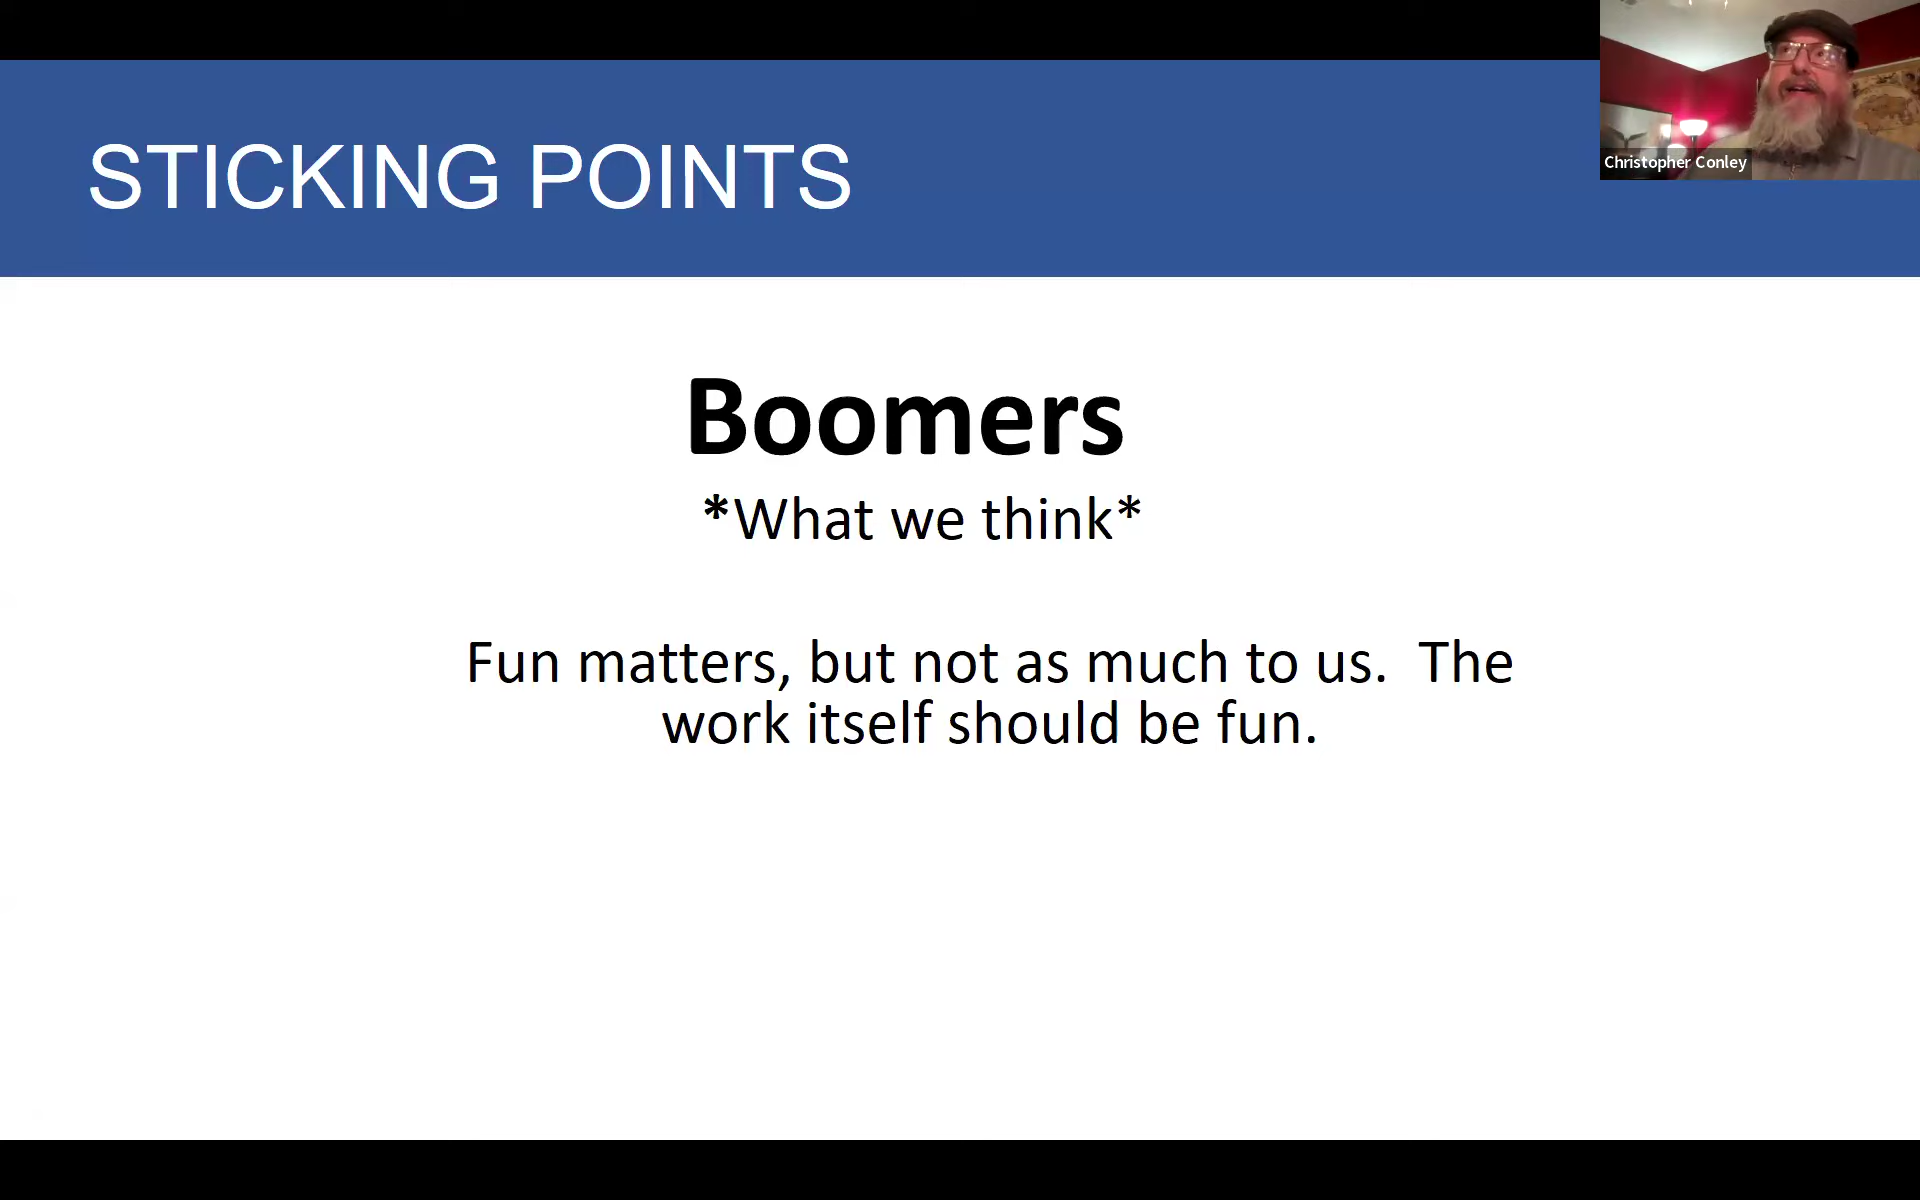 STICKING POINTS
Christopher Conley
Boomers
*What we think*
Fun matters, but not as much to us.  The
work itself should be fun.